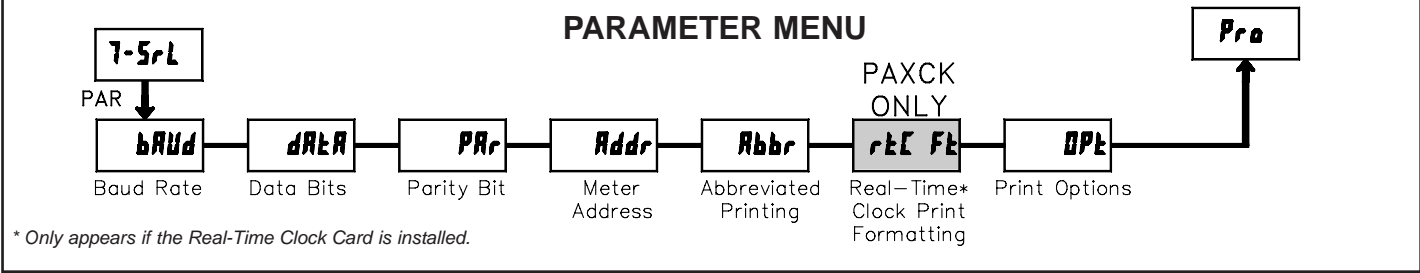 PARAMETER MENU
7-SrL
Pro
PAR
PAXCK
ONLY
bAUd
dAtA
PAr
Addr
Abbr
rtC Ft
OPt
Baud Rate
Data Bits
Parity Bit
Meter
Address
Abbreviated
Printing
Real-Time*
Clock Print
Formatting
Print Options
* Only appears if the Real-Time Clock Card is installed.